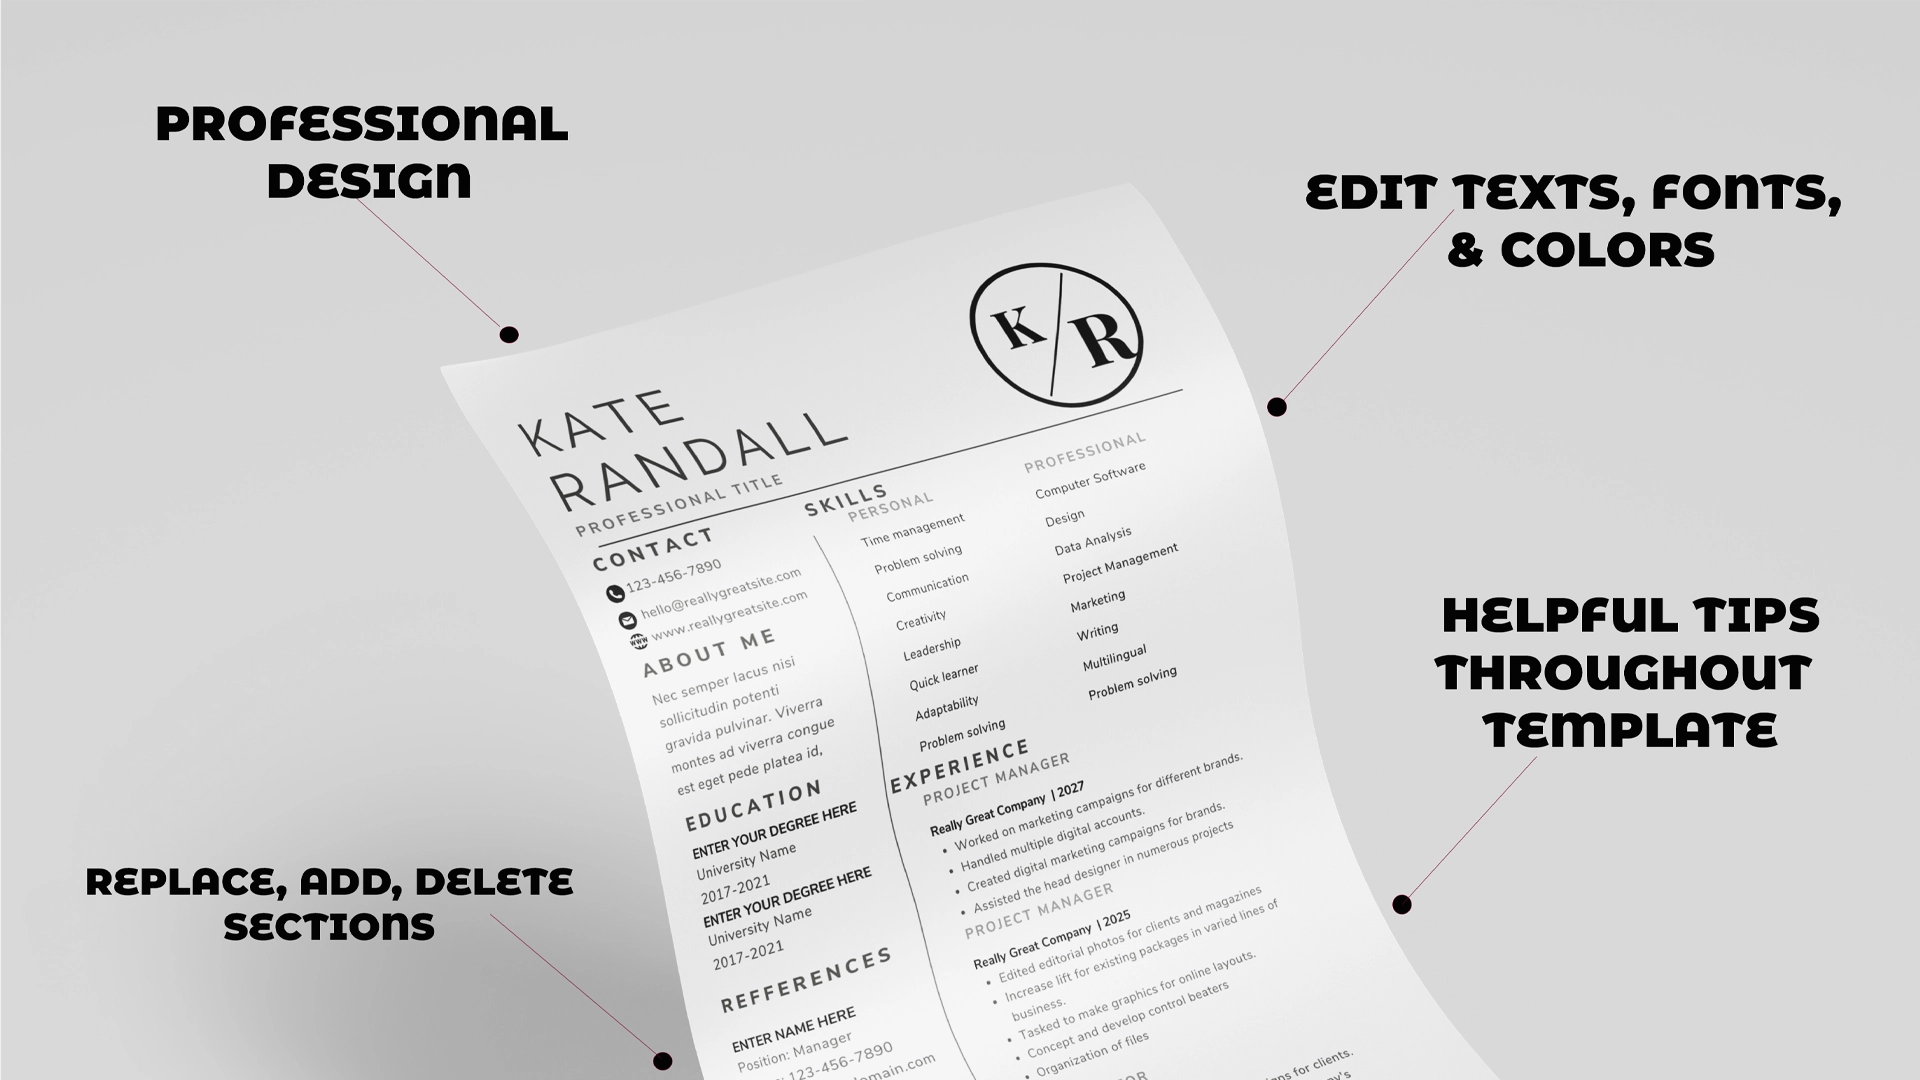 PROFESSIONAL
DESIGN
EDIT TEXTS, FONTS,
& COLORS
HELPFUL TIPS
THROUGHOUT
TEMPLATE
REPLACE, ADD, DELETE
SECTIONS
K/R
KATE
RANDALL
PROFESSIONAL TITLE
CONTACT
123-456-7890
hello@reallygreatsite.com
www www.reallygreatsite.com
ABOUT ME
Nec semper lacus nisi
sollicitudin potenti
gravida pulvinar. Viverra
montes ad viverra congue
est eget pede platea id,
EDUCATION
ENTER YOUR DEGREE HERE
University Name
2017-2021
ENTER YOUR DEGREE HERE
University Name
2017-2021
REFFERENCES
ENTER NAME HERE
Position: Manager
123-456-7890
omain.com
SKILLS
PERSONAL
Time management
Problem solving
Communication
Creativity
Leadership
Quick learner
Adaptability
Problem solving
PROFESSIONAL
Computer Software
Design
Data Analysis
Project Management
Marketing
Writing
Multilingual
Problem solving
EXPERIENCE
PROJECT MANAGER
Really Great Company | 2027
• Worked on marketing campaigns for different brands.
• Handled multiple digital accounts.
• Created digital marketing campaigns for brands.
• Assisted the head designer in numerous projects
PROJECT MANAGER
Really Great Company | 2025
• Edited editorial photos for clients and magazines
• Increase lift for existing packages in varied lines of
business.
• Tasked to make graphics for online layouts.
• Concept and develop control beaters
• Organization of files
for clients.